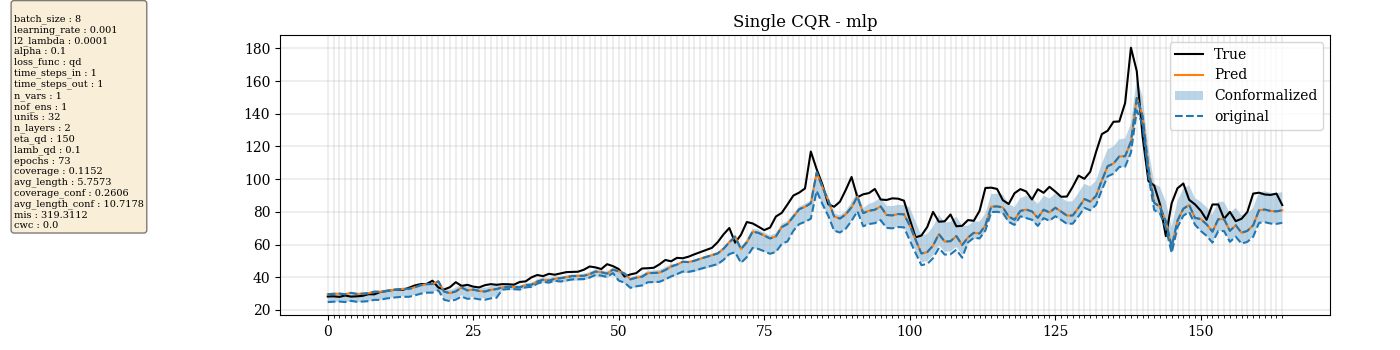 batch_size : 8
learning_rate : 0.001
l2_lambda : 0.0001
alpha : 0.1
loss_func : qd
time_steps_in : 1
time_steps_out : 1
n_vars : 1
nof_ens : 1
units : 32
n_layers : 2
eta_qd : 150
lamb_qd : 0.1
epochs : 73
coverage : 0.1152
avg_length : 5.7573
coverage_conf : 0.2606
avg_length_conf : 10.7178
mis : 319.3112
cwc : 0.0
Single CQR - mlp
180
160
140
120
100
80
60
40
20
0 25 50 75 100 125 150
True
Pred
Conformalized
original